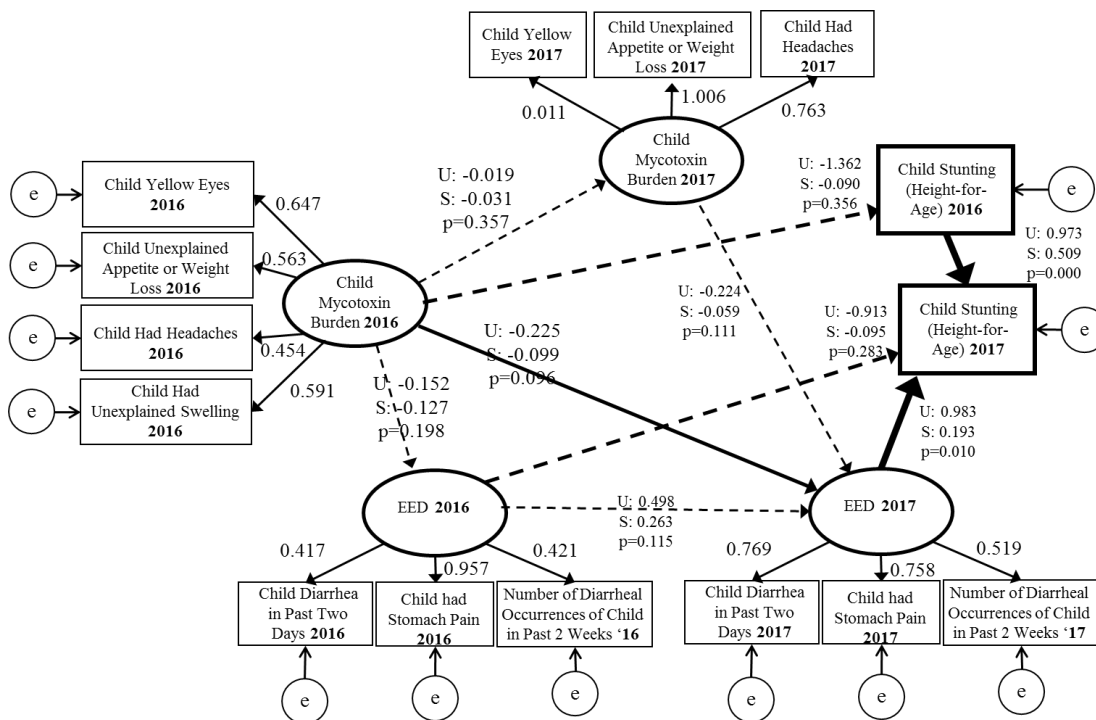 Child Yellow
Eyes 2017
Child Unexplained
Appetite or Weight
Loss 2017
Child Had
Headaches
2017
0.011
1.006
0.763
Child
Mycotoxin
Burden 2017
e
Child Yellow Eyes
2016
0.647
e
Child Unexplained
Appetite or Weight
Loss 2016
0.563
e
Child Had Headaches
2016
0.454
e
Child Had
Unexplained Swelling
2016
0.591
Child
Mycotoxin
Burden 2016
U: -0.019
S: -0.031
p=0.357
U: -1.362
S: -0.090
p=0.356
Child Stunting
(Height-for-
Age) 2016
e
U: 0.973
S: 0.509
p=0.000
Child Stunting
(Height-for-
Age) 2017
e
U: -0.224
S: -0.059
p=0.111
U: -0.913
S: -0.095
p=0.283
U: -0.225
S: -0.099
p=0.096
U: -0.152
S: -0.127
p=0.198
U: 0.983
S: 0.193
p=0.010
EED 2016
U: 0.498
S: 0.263
p=0.115
EED 2017
0.417
0.957
0.421
0.769
0.758
0.519
Child Diarrhea
in Past Two
Days 2016
Child had
Stomach Pain
2016
Number of Diarrheal
Occurrences of Child
in Past 2 Weeks ‘16
Child Diarrhea
in Past Two
Days 2017
Child had
Stomach Pain
2017
Number of Diarrheal
Occurrences of Child
in Past 2 Weeks ‘17
e
e
e
e
e
e